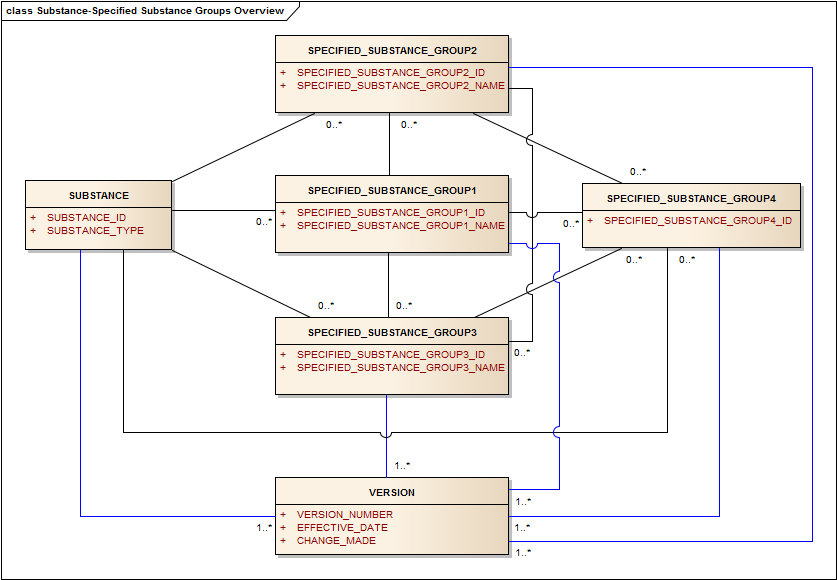 class Substance-Specified Substance Groups Overview
SPECIFIED_SUBSTANCE_GROUP2
+ SPECIFIED_SUBSTANCE_GROUP2_ID
+ SPECIFIED_SUBSTANCE_GROUP2_NAME
0..*
0..*
0..*
SUBSTANCE
+ SUBSTANCE_ID
+ SUBSTANCE_TYPE
SPECIFIED_SUBSTANCE_GROUP1
+ SPECIFIED_SUBSTANCE_GROUP1_ID
+ SPECIFIED_SUBSTANCE_GROUP1_NAME
0..*
SPECIFIED_SUBSTANCE_GROUP4
+ SPECIFIED_SUBSTANCE_GROUP4_ID
0..*
0..*
0..*
0..*
0..*
SPECIFIED_SUBSTANCE_GROUP3
+ SPECIFIED_SUBSTANCE_GROUP3_ID
+ SPECIFIED_SUBSTANCE_GROUP3_NAME
0..*
1..*
VERSION
+ VERSION_NUMBER
+ EFFECTIVE_DATE
+ CHANGE_MADE
1..*
1..*
1..*
1..*